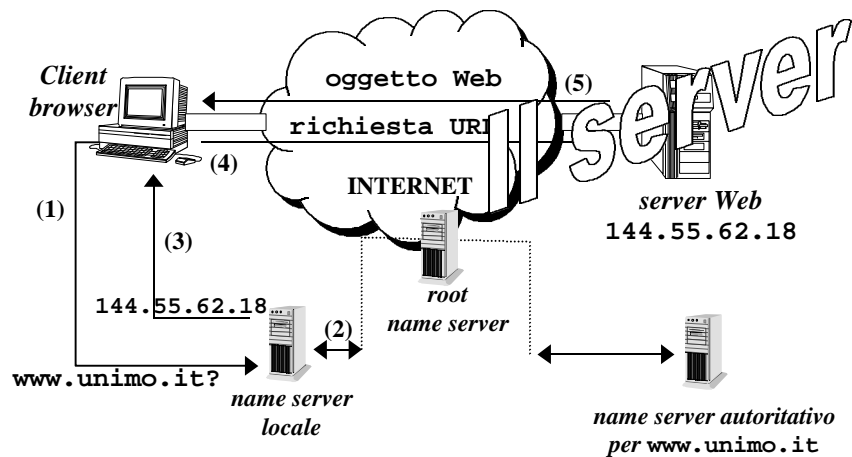 Client
browser
oggetto Web
(5)
richiesta URL
(4)
Il server
INTERNET
server Web
144.55.62.18
(1)
(3)
root
name server
144.55.62.18
(2)
www.unimo.it?
name server
locale
name server autoritativo
per www.unimo.it